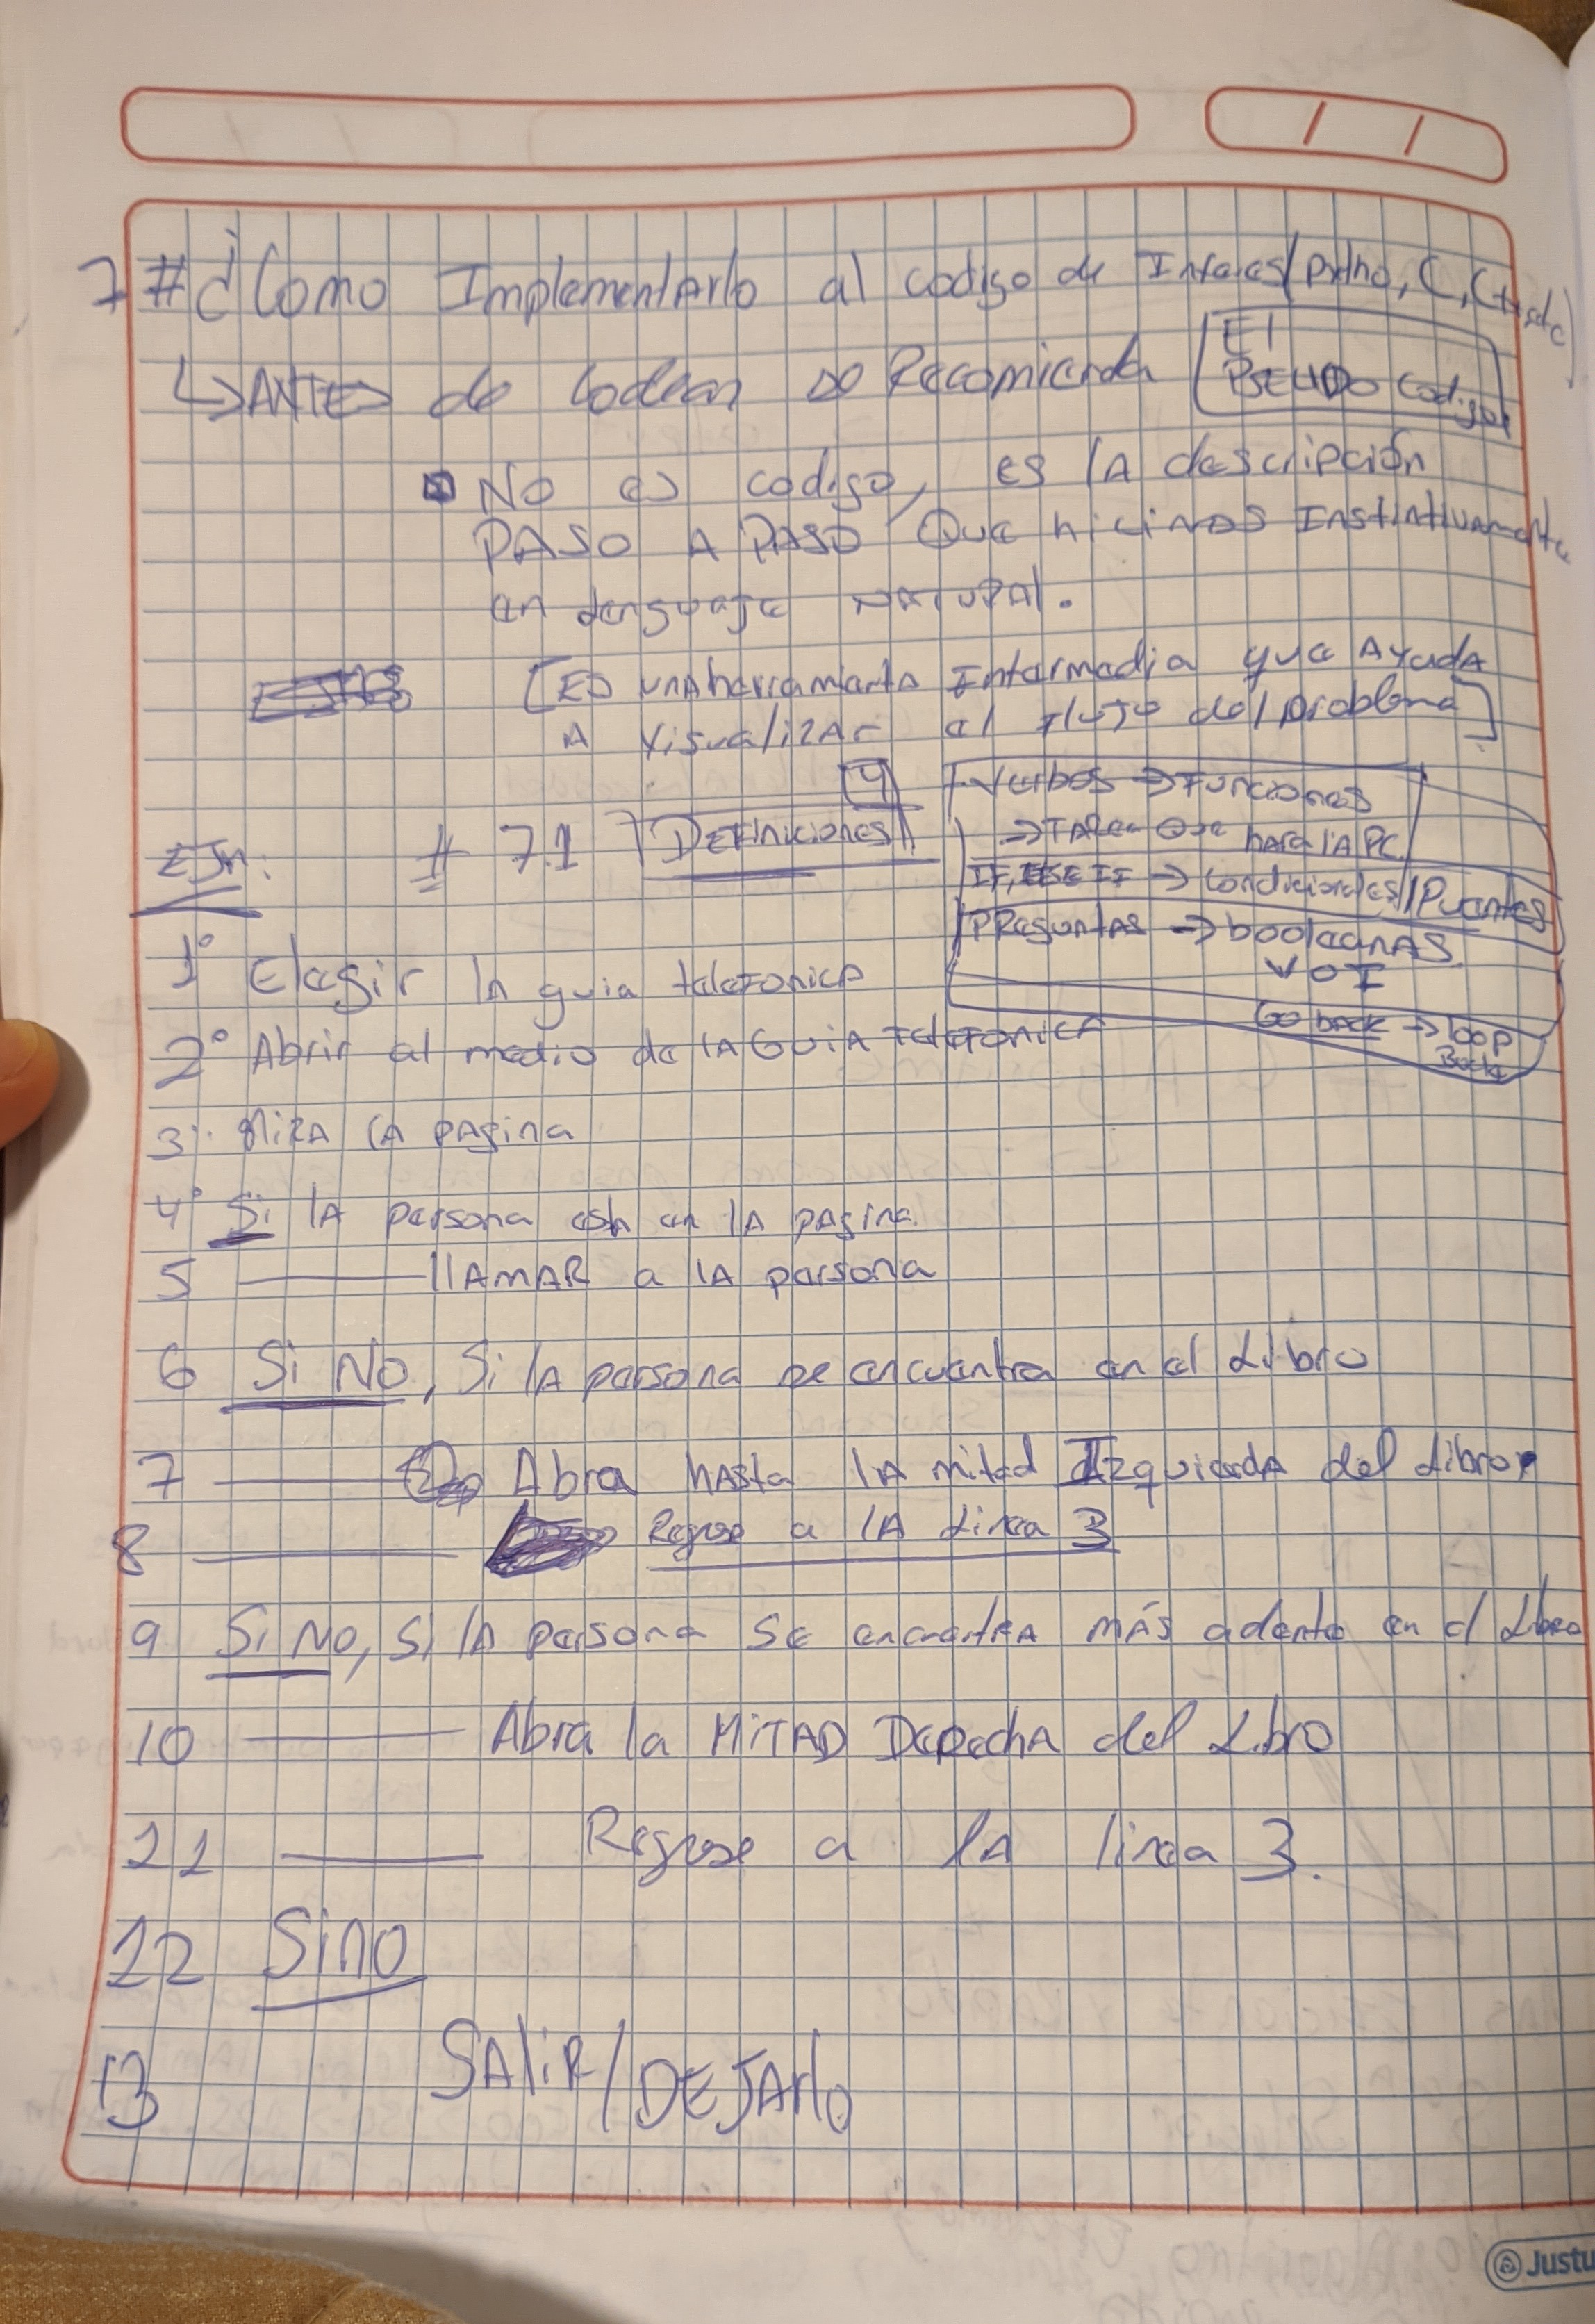 7 # ¿Como Implementarlo al codigo de Interes/Pytho, C, C++, etc
↳ ANTES de codear se Recomienda [El
PSEUDO codigo]
▪ No es codigo, es lA descripción
PASO A PASO Que hicimos Instintivamente
en lenguaje NATURAl.
[Es unA herramienta Intermedia que AyudA
A visualizAr el flujo del problema]
4
EJm: # 7.1 DEFiniciones
Verbos → Funciones
→ TAREA Que hara lA PC.
IF, ELSE IF → condicionales // Puentes
PReguntAs → booleanAS
V o F
Go bAck → loop
Back
1° Elegir lA guia telefonicA
2° Abrir al medio de lA GuiA telefonicA
3° MiRA lA pagina
4° Si lA persona esta en lA pAgina.
5 —— llAMAR a lA persona
6 Si No, Si lA persona se encuentra en el Libro
7 —— Abra hAsta lA mitad IzquierdA del Libro
8 —— Regrese a lA Linea 3
9 Si No, Si lA persona se encuentrA mÁs adelante en el Libro
10 —— Abra la MiTAD DeRechA del Libro
11 —— Regrese a lA linea 3.
12 Sino
13 SAliR/DEJArlo
Justu